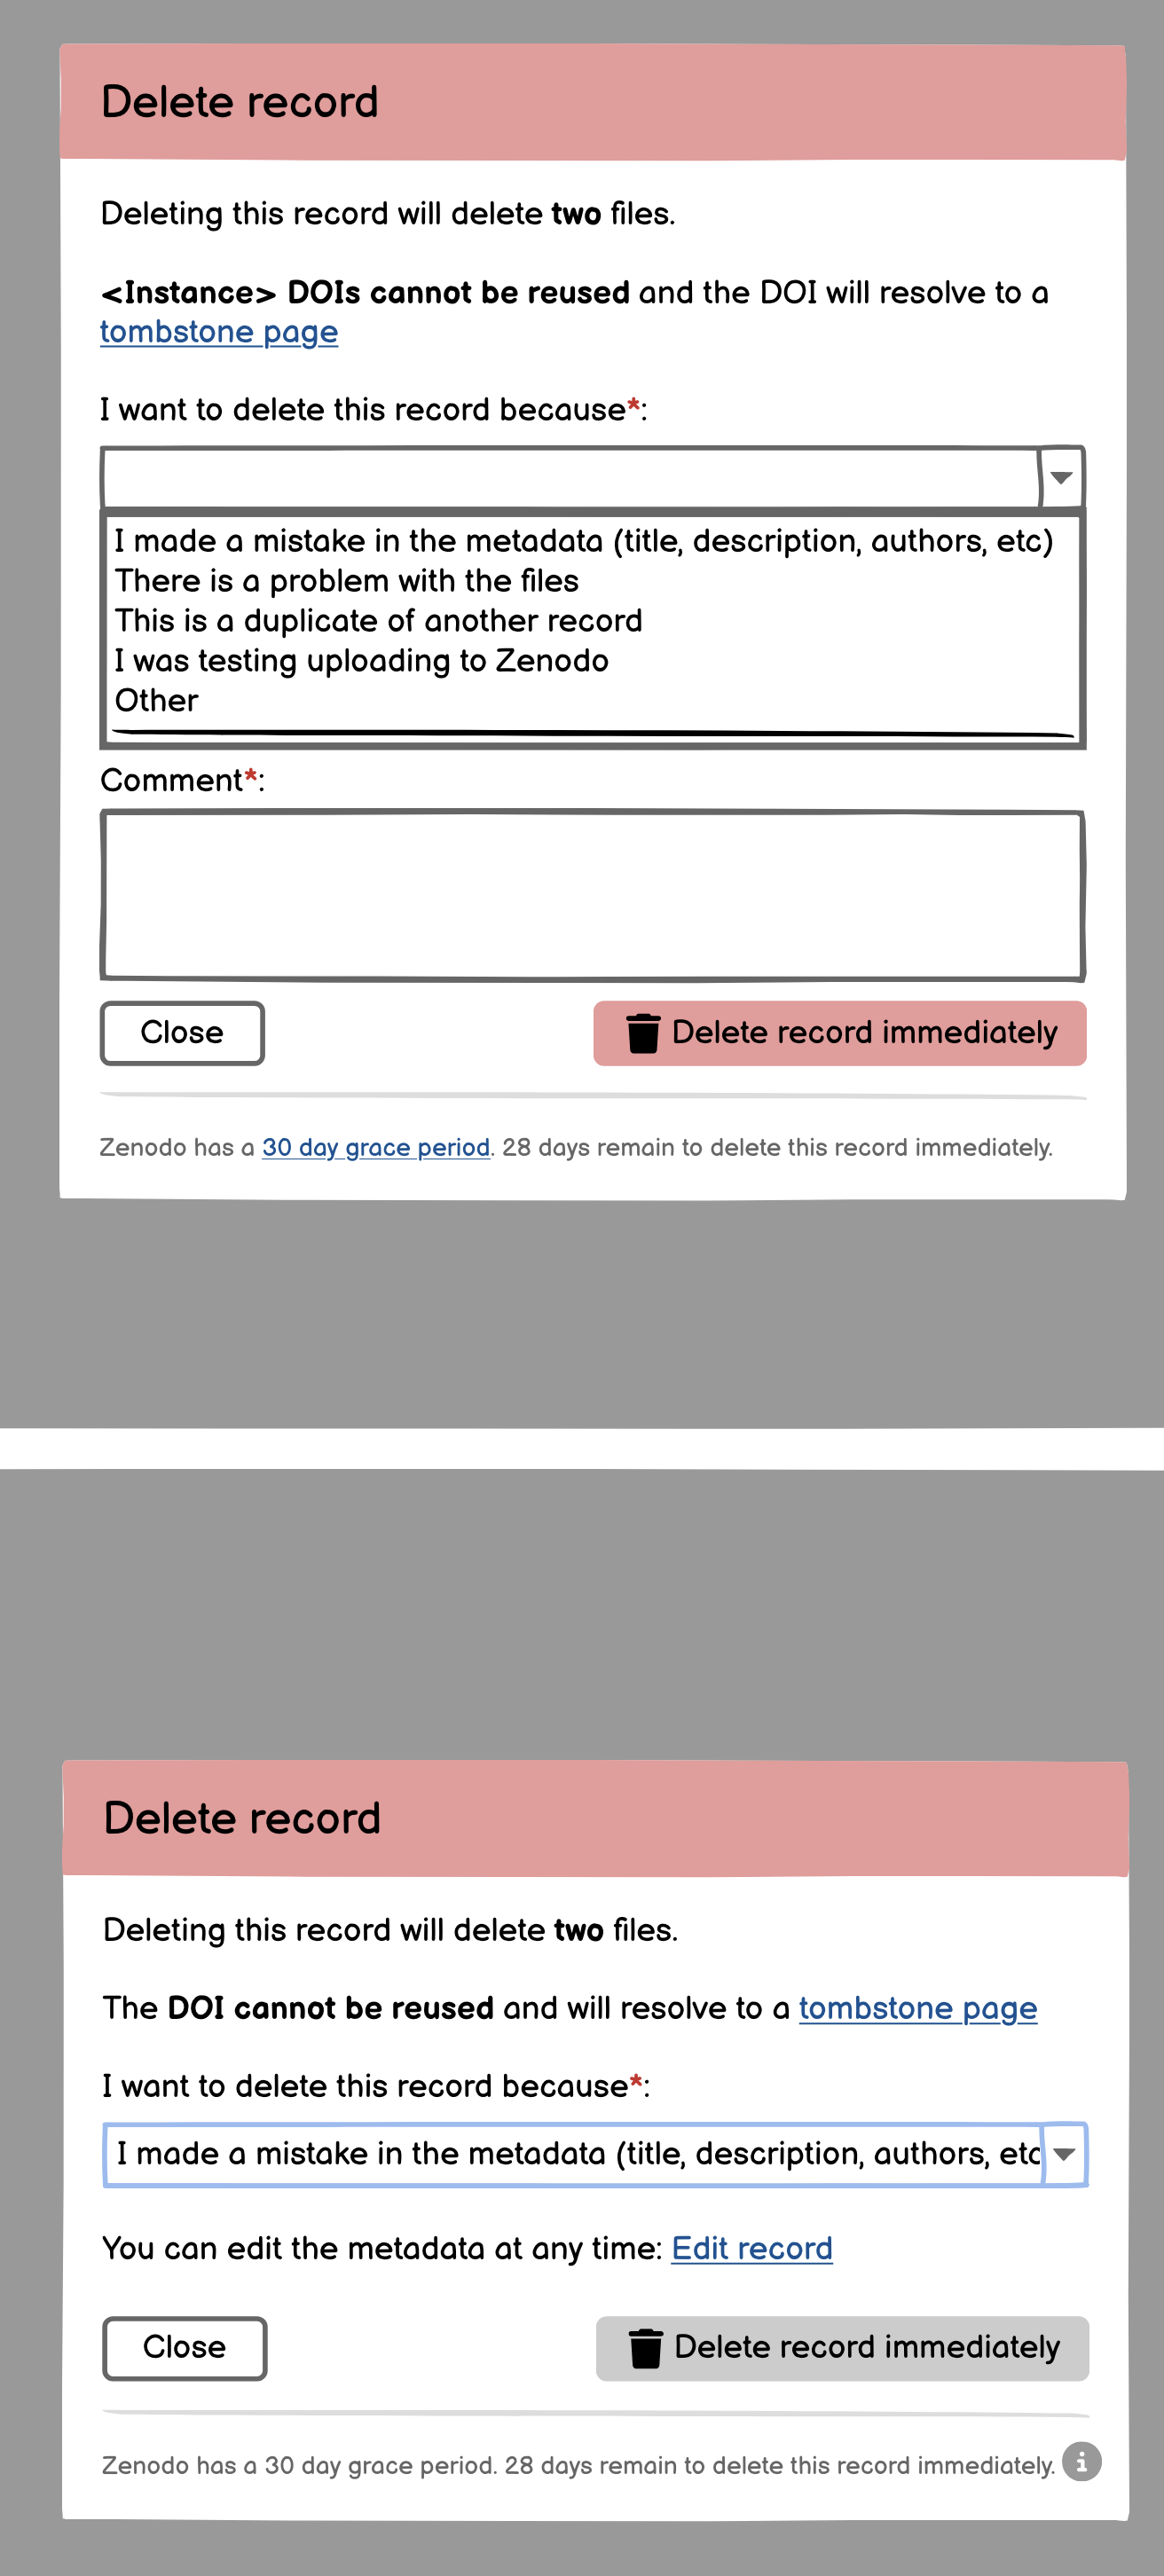 Delete record
Deleting this record will delete two files.
<Instance> DOIs cannot be reused and the DOI will resolve to a
tombstone page
I want to delete this record because*:
I made a mistake in the metadata (title, description, authors, etc)
There is a problem with the files
This is a duplicate of another record
I was testing uploading to Zenodo
Other
Comment*:
Close
Delete record immediately
Zenodo has a 30 day grace period. 28 days remain to delete this record immediately.
Delete record
Deleting this record will delete two files.
The DOI cannot be reused and will resolve to a tombstone page
I want to delete this record because*:
I made a mistake in the metadata (title, description, authors, etc
You can edit the metadata at any time: Edit record
Close
Delete record immediately
Zenodo has a 30 day grace period. 28 days remain to delete this record immediately. i